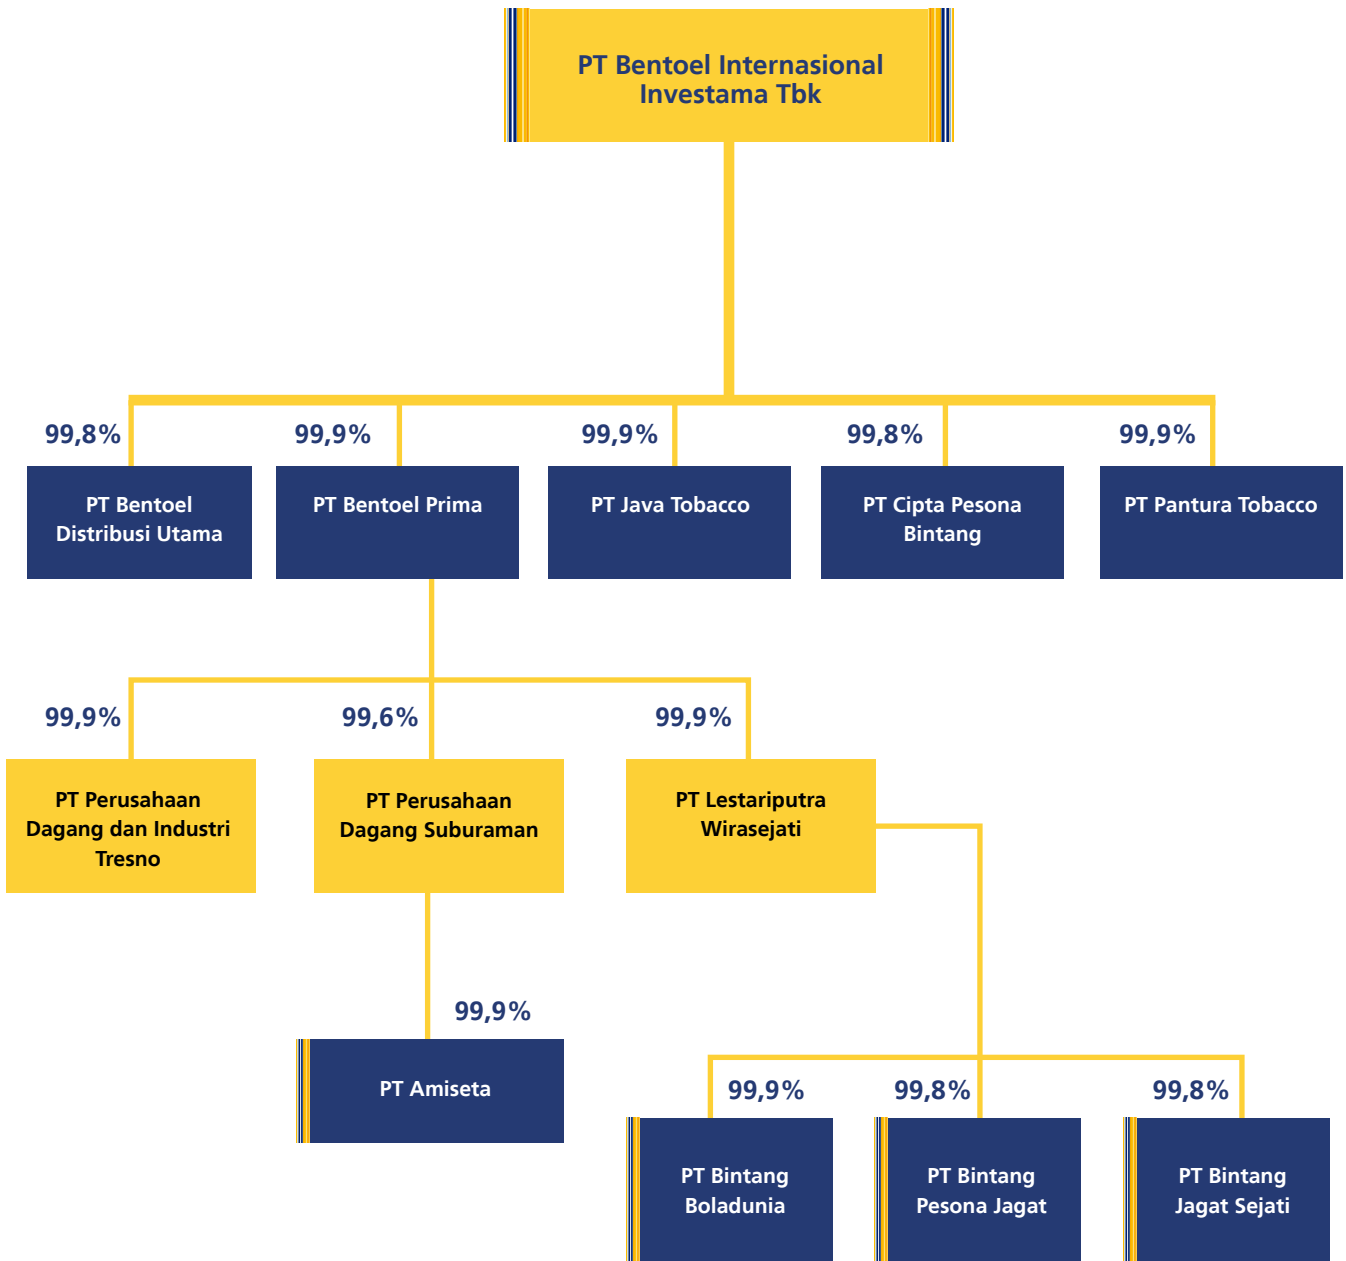 PT Bentoel Internasional
Investama Tbk
99,8%
99,9%
99,9%
99,8%
99,9%
PT Bentoel
Distribusi Utama
PT Bentoel Prima
PT Java Tobacco
PT Cipta Pesona
Bintang
PT Pantura Tobacco
99,9%
99,6%
99,9%
PT Perusahaan
Dagang dan Industri
Tresno
PT Perusahaan
Dagang Suburaman
PT Lestariputra
Wirasejati
99,9%
PT Amiseta
99,9%
99,8%
99,8%
PT Bintang
Boladunia
PT Bintang
Pesona Jagat
PT Bintang
Jagat Sejati